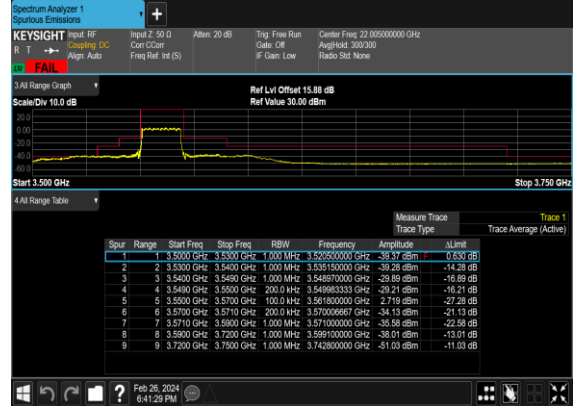 Spectrum Analyzer 1
Spurious Emissions
KEYSIGHT Input: RF Input Z: 50 Ω Atten: 20 dB Trig: Free Run Center Freq: 22.005000000 GHz
R T Coupling: DC Corr CCorr Gate: Off Avg|Hold: 300/300
Align: Auto Freq Ref: Int (S) IF Gain: Low Radio Std: None
LV FAIL
3 All Range Graph
Ref Lvl Offset 15.88 dB
Scale/Div 10.0 dB Ref Value 30.00 dBm
20.0
0.00
-20.0
-40.0
-60.0
Start 3.500 GHz Stop 3.750 GHz
4 All Range Table
Measure Trace Trace 1
Trace Type Trace Average (Active)
Spur Range Start Freq Stop Freq RBW Frequency Amplitude ΔLimit
1 1 3.5000 GHz 3.5300 GHz 1.000 MHz 3.520500000 GHz -39.37 dBm F 0.630 dB
2 2 3.5300 GHz 3.5400 GHz 1.000 MHz 3.535150000 GHz -39.28 dBm -14.28 dB
3 3 3.5400 GHz 3.5490 GHz 1.000 MHz 3.548970000 GHz -29.89 dBm -16.89 dB
4 4 3.5490 GHz 3.5500 GHz 200.0 kHz 3.549983333 GHz -29.21 dBm -16.21 dB
5 5 3.5500 GHz 3.5700 GHz 100.0 kHz 3.561800000 GHz 2.719 dBm -27.28 dB
6 6 3.5700 GHz 3.5710 GHz 200.0 kHz 3.570006667 GHz -34.13 dBm -21.13 dB
7 7 3.5710 GHz 3.5900 GHz 1.000 MHz 3.571000000 GHz -35.58 dBm -22.58 dB
8 8 3.5900 GHz 3.7200 GHz 1.000 MHz 3.599100000 GHz -38.01 dBm -13.01 dB
9 9 3.7200 GHz 3.7500 GHz 1.000 MHz 3.742800000 GHz -51.03 dBm -11.03 dB
Feb 26, 2024
6:41:29 PM